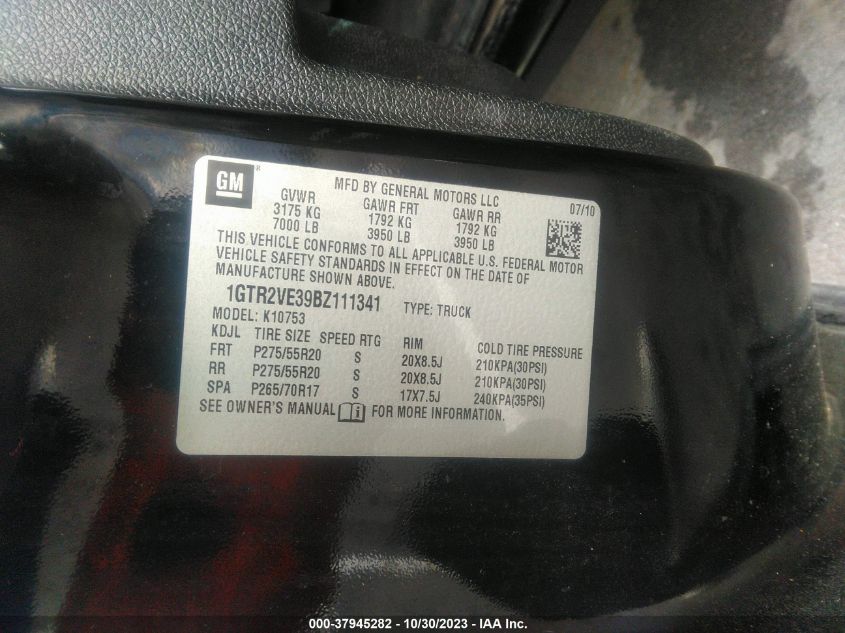 GM ®
MFD BY GENERAL MOTORS LLC
07/10
GVWR GAWR FRT GAWR RR
3175 KG 1792 KG 1792 KG
7000 LB 3950 LB 3950 LB
THIS VEHICLE CONFORMS TO ALL APPLICABLE U.S. FEDERAL MOTOR
VEHICLE SAFETY STANDARDS IN EFFECT ON THE DATE OF
MANUFACTURE SHOWN ABOVE.
1GTR2VE39BZ111341 TYPE: TRUCK
MODEL: K10753
KDJL TIRE SIZE SPEED RTG RIM COLD TIRE PRESSURE
FRT P275/55R20 S 20X8.5J 210KPA(30PSI)
RR P275/55R20 S 20X8.5J 210KPA(30PSI)
SPA P265/70R17 S 17X7.5J 240KPA(35PSI)
SEE OWNER'S MANUAL i FOR MORE INFORMATION.
000-37945282 - 10/30/2023 - IAA Inc.